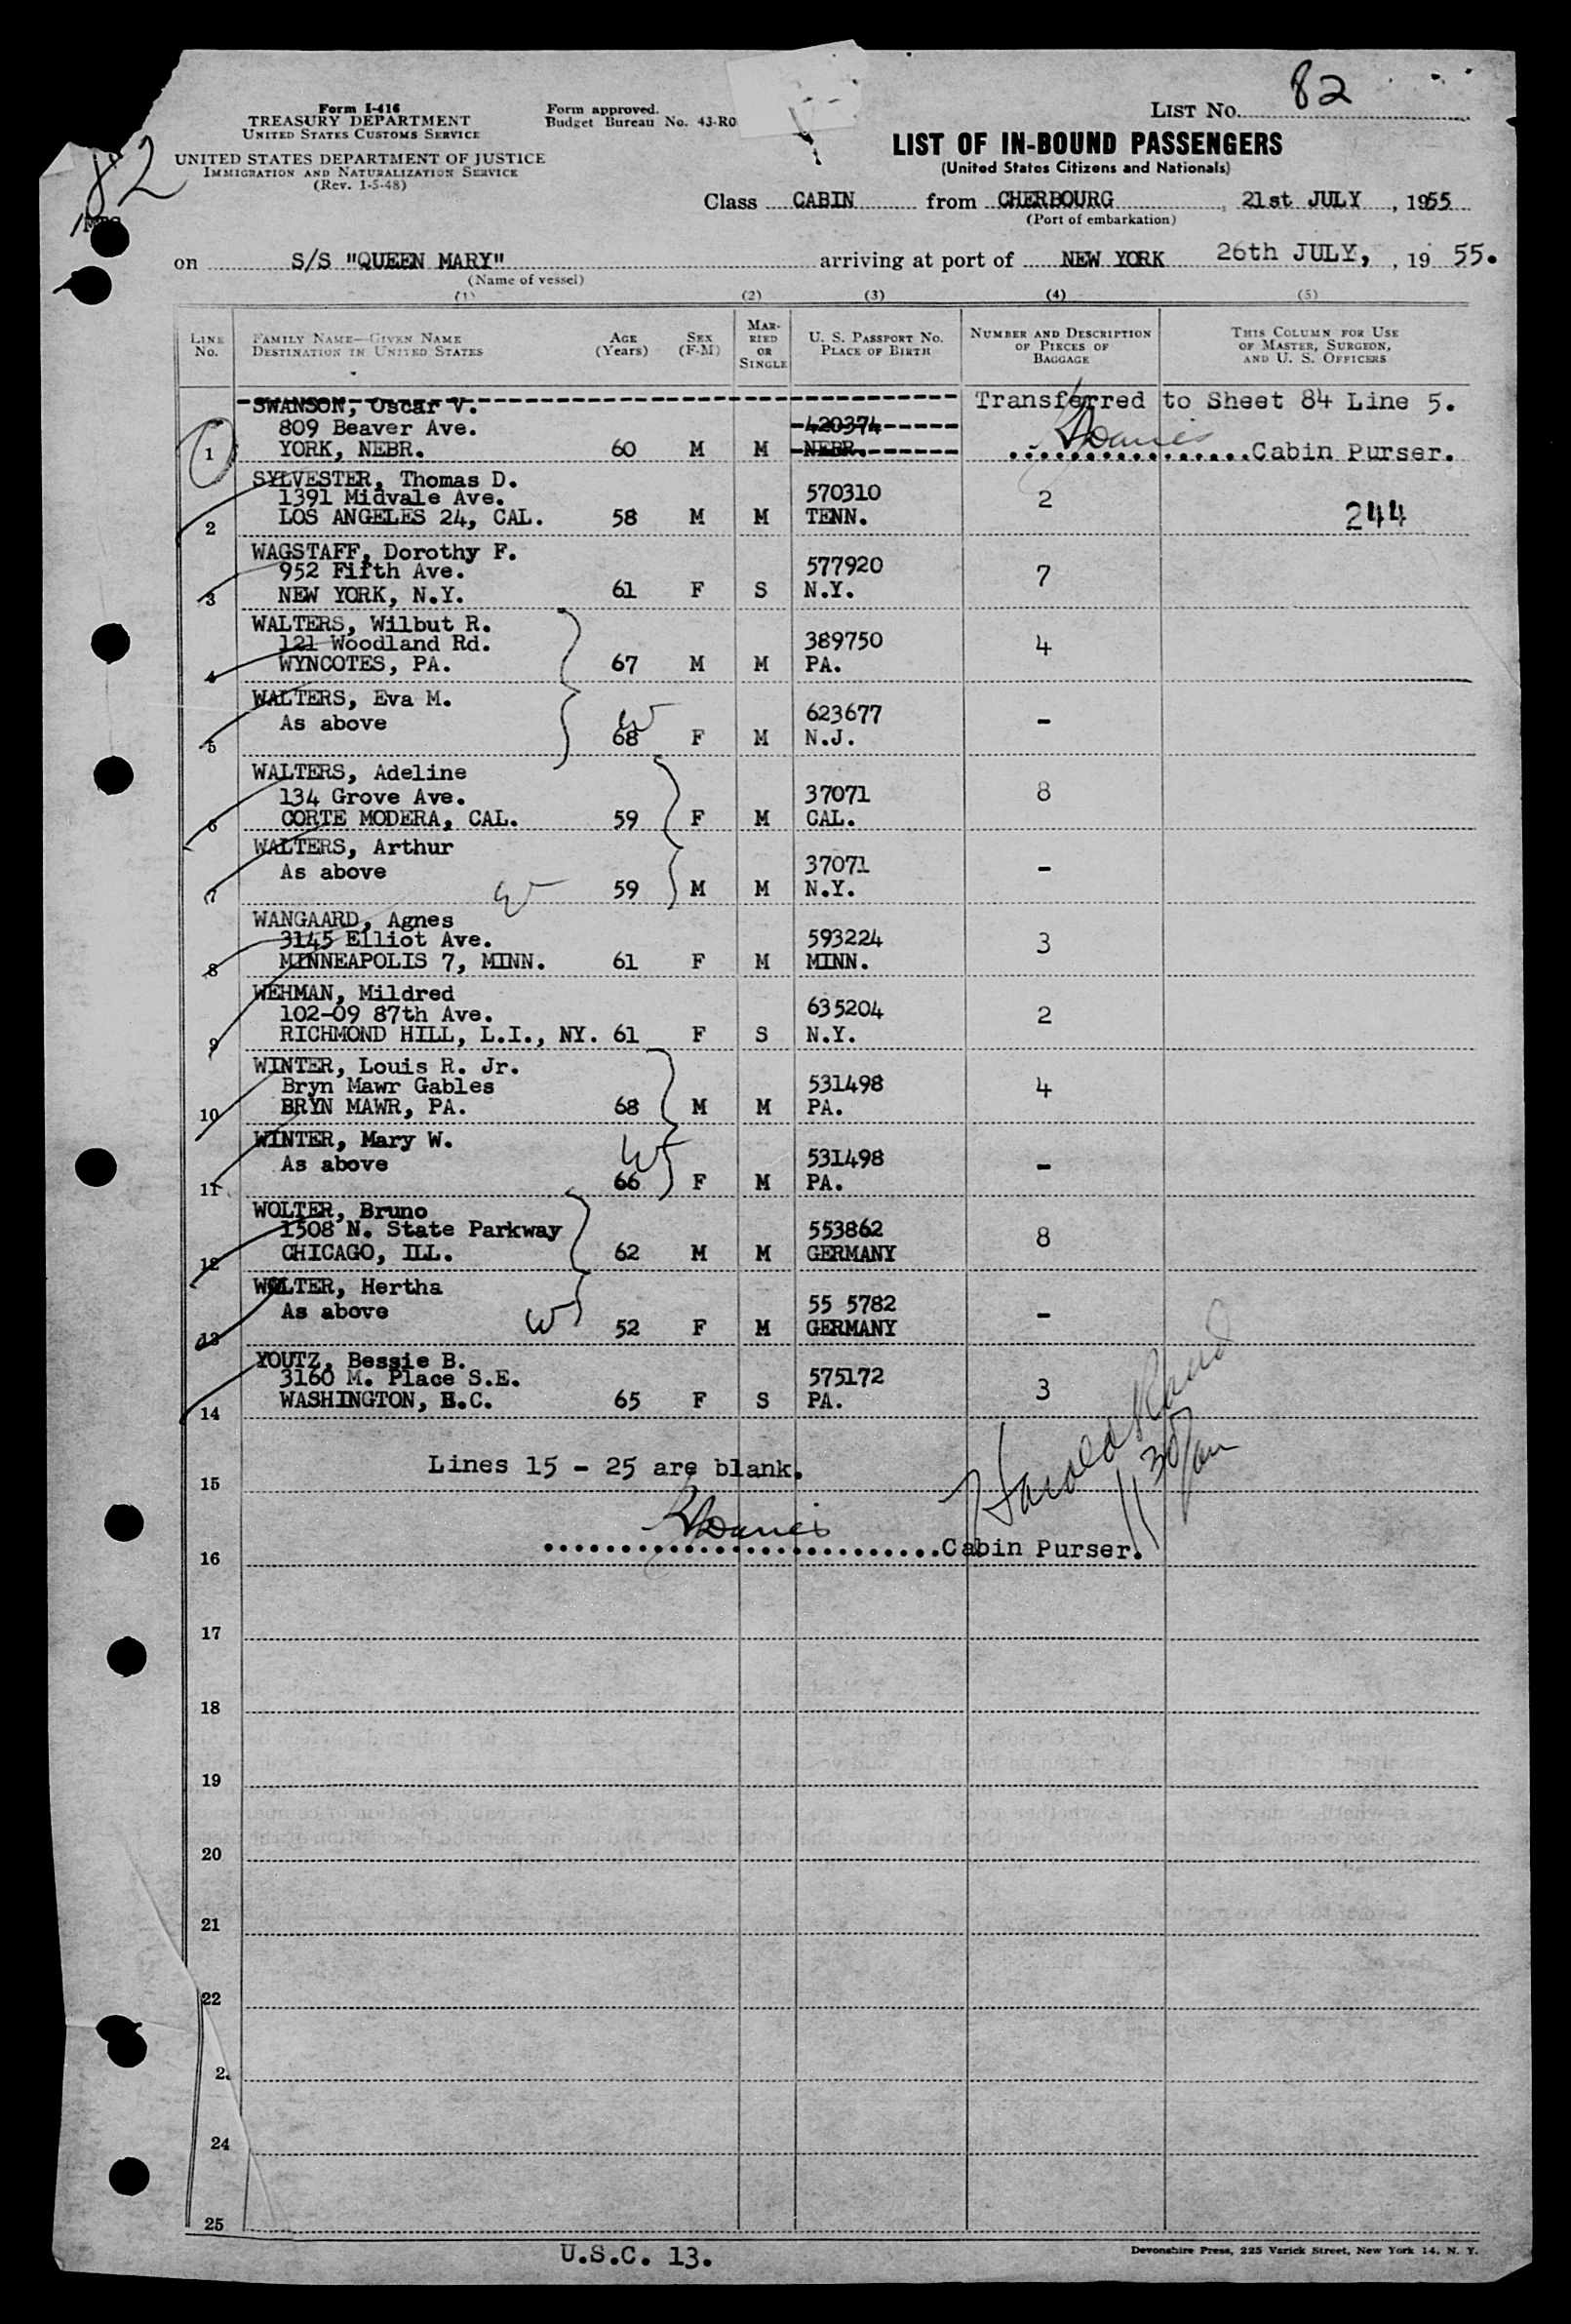 82
LIST No. 82
Form I-416
TREASURY DEPARTMENT
UNITED STATES CUSTOMS SERVICE
Form approved.
Budget Bureau No. 43-RO
UNITED STATES DEPARTMENT OF JUSTICE
IMMIGRATION AND NATURALIZATION SERVICE
(Rev. 1-5-48)
LIST OF IN-BOUND PASSENGERS
(United States Citizens and Nationals)
Class CABIN from CHERBOURG, 21st JULY, 1955
(Port of embarkation)
on S/S "QUEEN MARY" arriving at port of NEW YORK 26th JULY, , 19 55.
(Name of vessel)
(1) (2) (3) (4) (5)
LINE No.
FAMILY NAME—GIVEN NAME
DESTINATION IN UNITED STATES
AGE (Years)
SEX (F-M)
MARRIED OR SINGLE
U. S. PASSPORT NO.
PLACE OF BIRTH
NUMBER AND DESCRIPTION OF PIECES OF BAGGAGE
THIS COLUMN FOR USE OF MASTER, SURGEON, AND U. S. OFFICERS
SWANSON, Oscar V. Transferred to Sheet 84 Line 5.
809 Beaver Ave. 420374
1 YORK, NEBR. 60 M M NEBR. Cabin Purser.
SYLVESTER, Thomas D.
1391 Midvale Ave. 570310 2
2 LOS ANGELES 24, CAL. 58 M M TENN. 244
WAGSTAFF, Dorothy F.
952 Fifth Ave. 577920 7
3 NEW YORK, N.Y. 61 F S N.Y.
WALTERS, Wilbut R.
121 Woodland Rd. 389750 4
4 WYNCOTES, PA. 67 M M PA.
WALTERS, Eva M.
As above W 623677 -
5 68 F M N.J.
WALTERS, Adeline
134 Grove Ave. 37071 8
6 CORTE MODERA, CAL. 59 F M CAL.
WALTERS, Arthur
As above 37071 -
7 W 59 M M N.Y.
WANGAARD, Agnes
3145 Elliot Ave. 593224 3
8 MINNEAPOLIS 7, MINN. 61 F M MINN.
WEHMAN, Mildred
102-09 87th Ave. 635204 2
9 RICHMOND HILL, L.I., NY. 61 F S N.Y.
WINTER, Louis R. Jr.
Bryn Mawr Gables 531498 4
10 BRYN MAWR, PA. 68 M M PA.
WINTER, Mary W.
As above W 531498 -
11 66 F M PA.
WOLTER, Bruno
1508 N. State Parkway 553862 8
12 CHICAGO, ILL. 62 M M GERMANY
WOLTER, Hertha
As above 55 5782 -
13 W 52 F M GERMANY
YOUTZ, Bessie B.
3160 M. Place S.E. 575172 3
14 WASHINGTON, D.C. 65 F S PA.
Lines 15 - 25 are blank.
15
Harold
Cabin Purser.
16
17
18
19
20
21
22
24
25
U.S.C. 13.
Devonshire Press, 225 Varick Street, New York 14, N. Y.